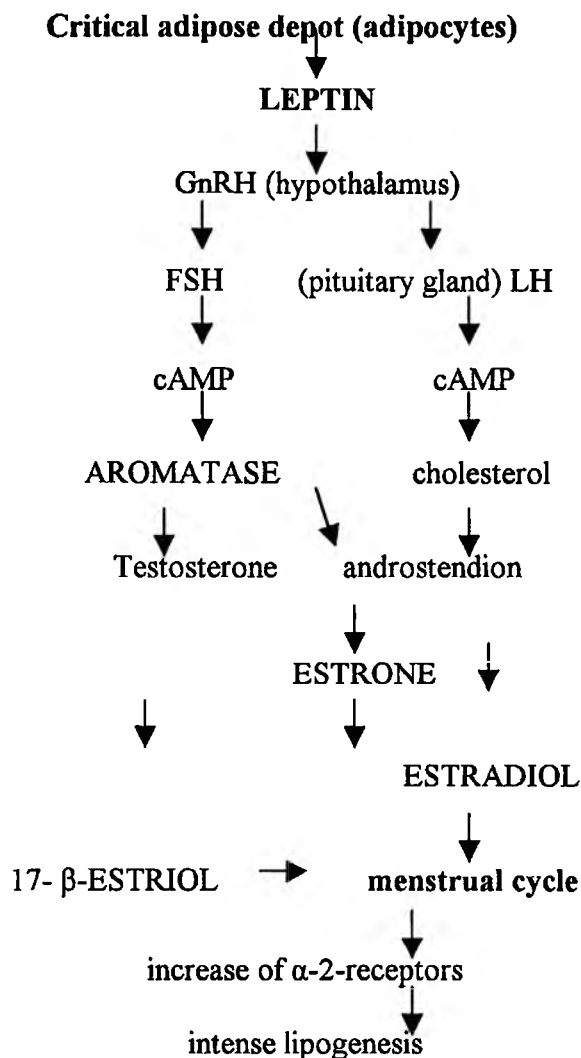 Critical adipose depot (adipocytes)
LEPTIN
GnRH (hypothalamus)
FSH (pituitary gland) LH
cAMP cAMP
AROMATASE cholesterol
Testosterone androstendion
ESTRONE
ESTRADIOL
17- β-ESTRIOL menstrual cycle
increase of α-2-receptors
intense lipogenesis